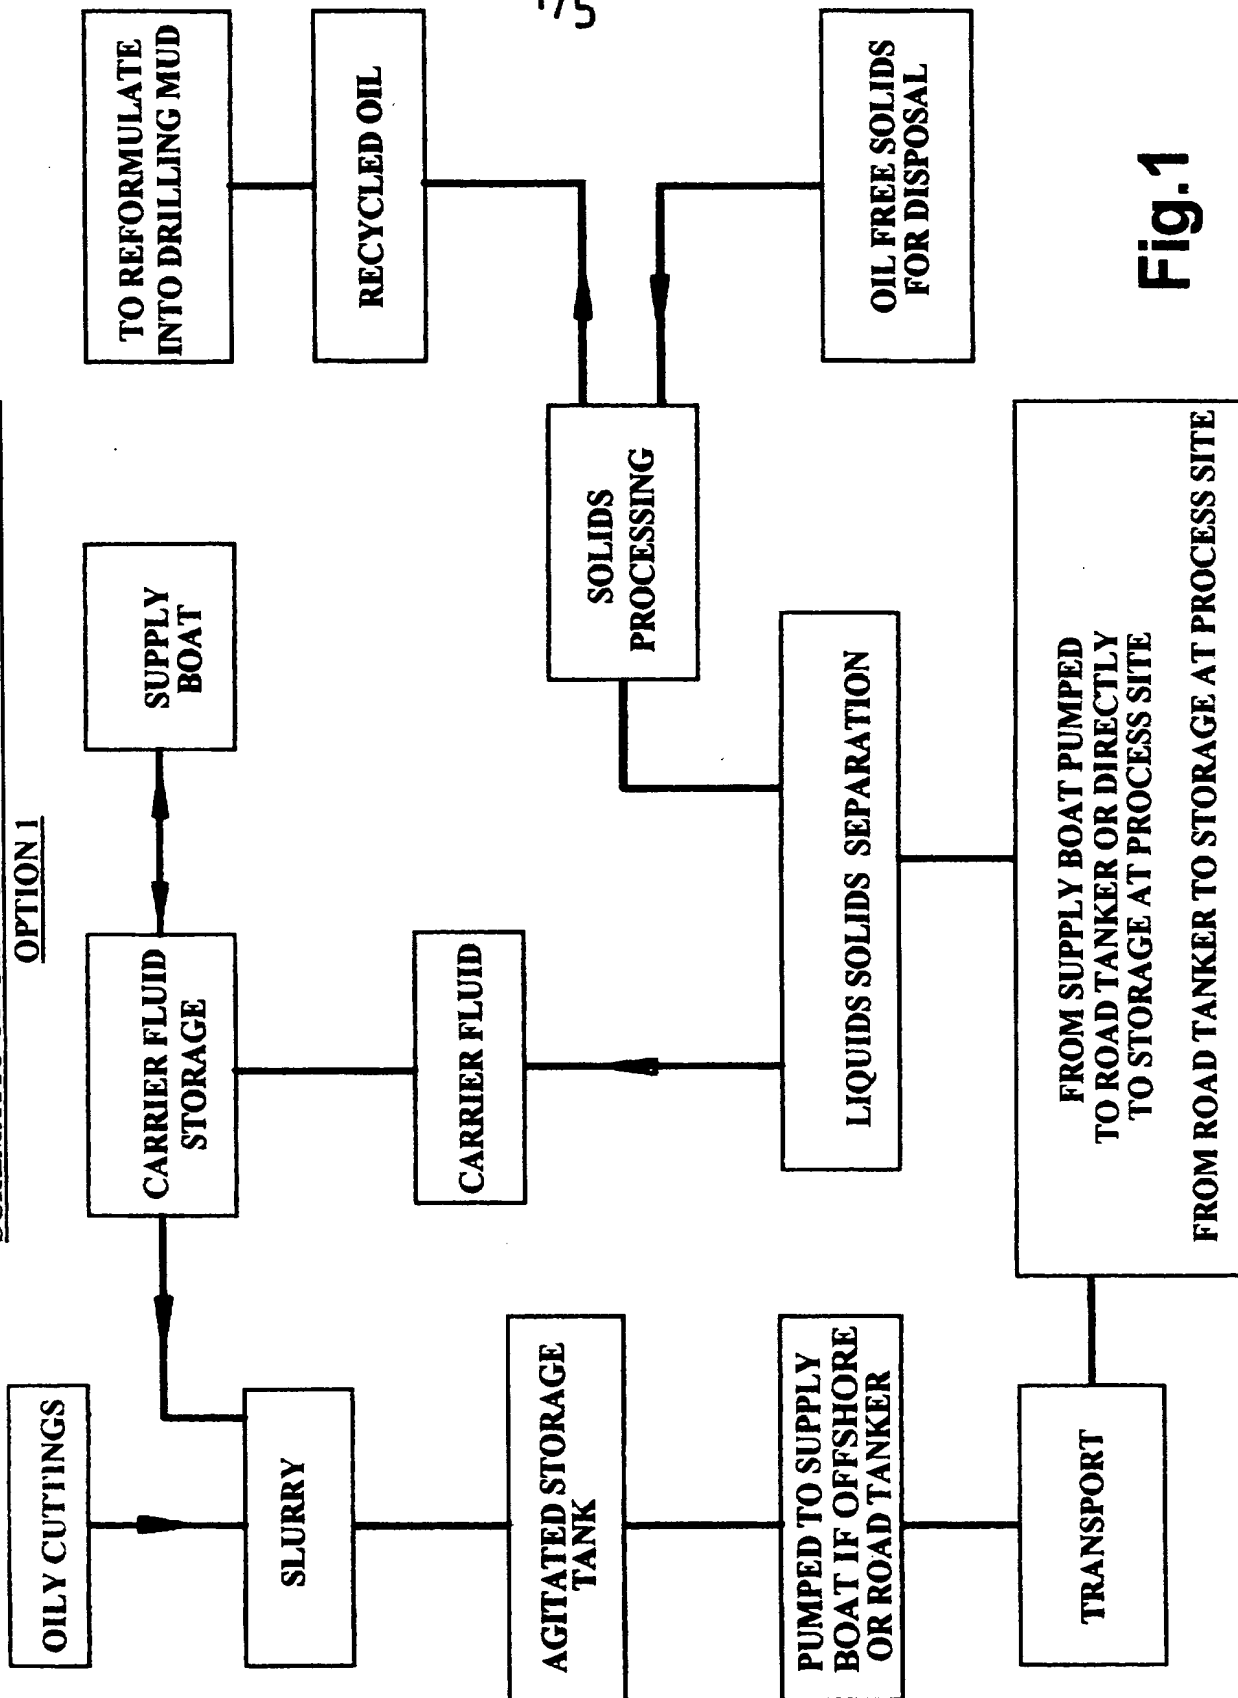 1/5
OPTION 1
OILY CUTTINGS
SLURRY
AGITATED STORAGE
TANK
PUMPED TO SUPPLY
BOAT IF OFFSHORE
OR ROAD TANKER
TRANSPORT
CARRIER FLUID
STORAGE
CARRIER FLUID
LIQUIDS SOLIDS SEPARATION
FROM SUPPLY BOAT PUMPED
TO ROAD TANKER OR DIRECTLY
TO STORAGE AT PROCESS SITE
FROM ROAD TANKER TO STORAGE AT PROCESS SITE
SUPPLY
BOAT
SOLIDS
PROCESSING
TO REFORMULATE
INTO DRILLING MUD
RECYCLED OIL
OIL FREE SOLIDS
FOR DISPOSAL
Fig.1